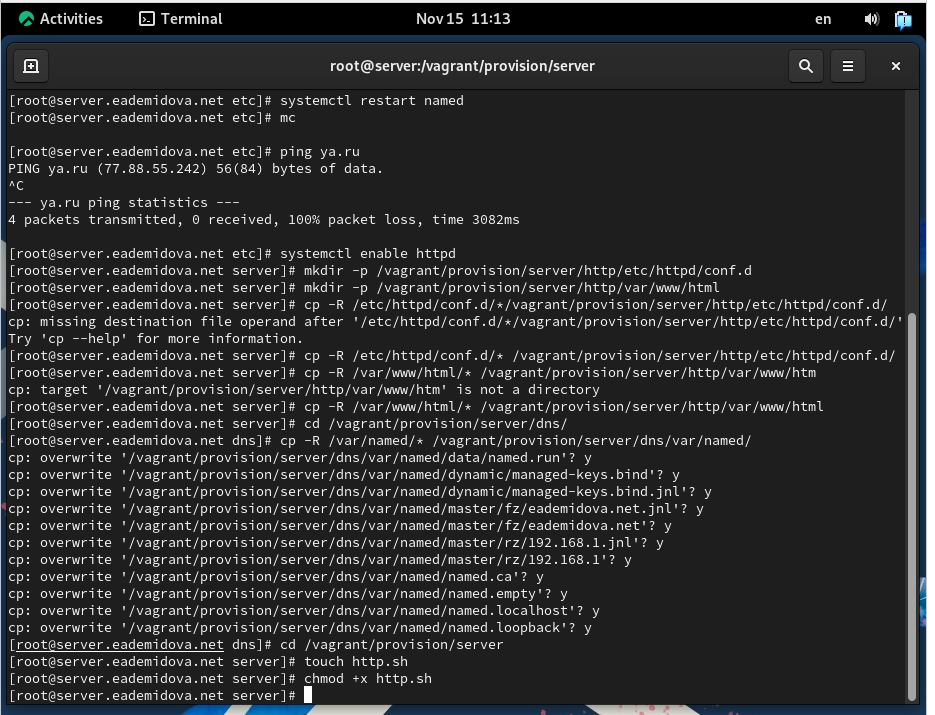 Activities Terminal Nov 15 11:13 en
root@server:/vagrant/provision/server
[root@server.eademidova.net etc]# systemctl restart named
[root@server.eademidova.net etc]# mc
[root@server.eademidova.net etc]# ping ya.ru
PING ya.ru (77.88.55.242) 56(84) bytes of data.
^C
--- ya.ru ping statistics ---
4 packets transmitted, 0 received, 100% packet loss, time 3082ms
[root@server.eademidova.net etc]# systemctl enable httpd
[root@server.eademidova.net server]# mkdir -p /vagrant/provision/server/http/etc/httpd/conf.d
[root@server.eademidova.net server]# mkdir -p /vagrant/provision/server/http/var/www/html
[root@server.eademidova.net server]# cp -R /etc/httpd/conf.d/*/vagrant/provision/server/http/etc/httpd/conf.d/
cp: missing destination file operand after '/etc/httpd/conf.d/*/vagrant/provision/server/http/etc/httpd/conf.d/'
Try 'cp --help' for more information.
[root@server.eademidova.net server]# cp -R /etc/httpd/conf.d/* /vagrant/provision/server/http/etc/httpd/conf.d/
[root@server.eademidova.net server]# cp -R /var/www/html/* /vagrant/provision/server/http/var/www/htm
cp: target '/vagrant/provision/server/http/var/www/htm' is not a directory
[root@server.eademidova.net server]# cp -R /var/www/html/* /vagrant/provision/server/http/var/www/html
[root@server.eademidova.net server]# cd /vagrant/provision/server/dns/
[root@server.eademidova.net dns]# cp -R /var/named/* /vagrant/provision/server/dns/var/named/
cp: overwrite '/vagrant/provision/server/dns/var/named/data/named.run'? y
cp: overwrite '/vagrant/provision/server/dns/var/named/dynamic/managed-keys.bind'? y
cp: overwrite '/vagrant/provision/server/dns/var/named/dynamic/managed-keys.bind.jnl'? y
cp: overwrite '/vagrant/provision/server/dns/var/named/master/fz/eademidova.net.jnl'? y
cp: overwrite '/vagrant/provision/server/dns/var/named/master/fz/eademidova.net'? y
cp: overwrite '/vagrant/provision/server/dns/var/named/master/rz/192.168.1.jnl'? y
cp: overwrite '/vagrant/provision/server/dns/var/named/master/rz/192.168.1'? y
cp: overwrite '/vagrant/provision/server/dns/var/named/named.ca'? y
cp: overwrite '/vagrant/provision/server/dns/var/named/named.empty'? y
cp: overwrite '/vagrant/provision/server/dns/var/named/named.localhost'? y
cp: overwrite '/vagrant/provision/server/dns/var/named/named.loopback'? y
[root@server.eademidova.net dns]# cd /vagrant/provision/server
[root@server.eademidova.net server]# touch http.sh
[root@server.eademidova.net server]# chmod +x http.sh
[root@server.eademidova.net server]#